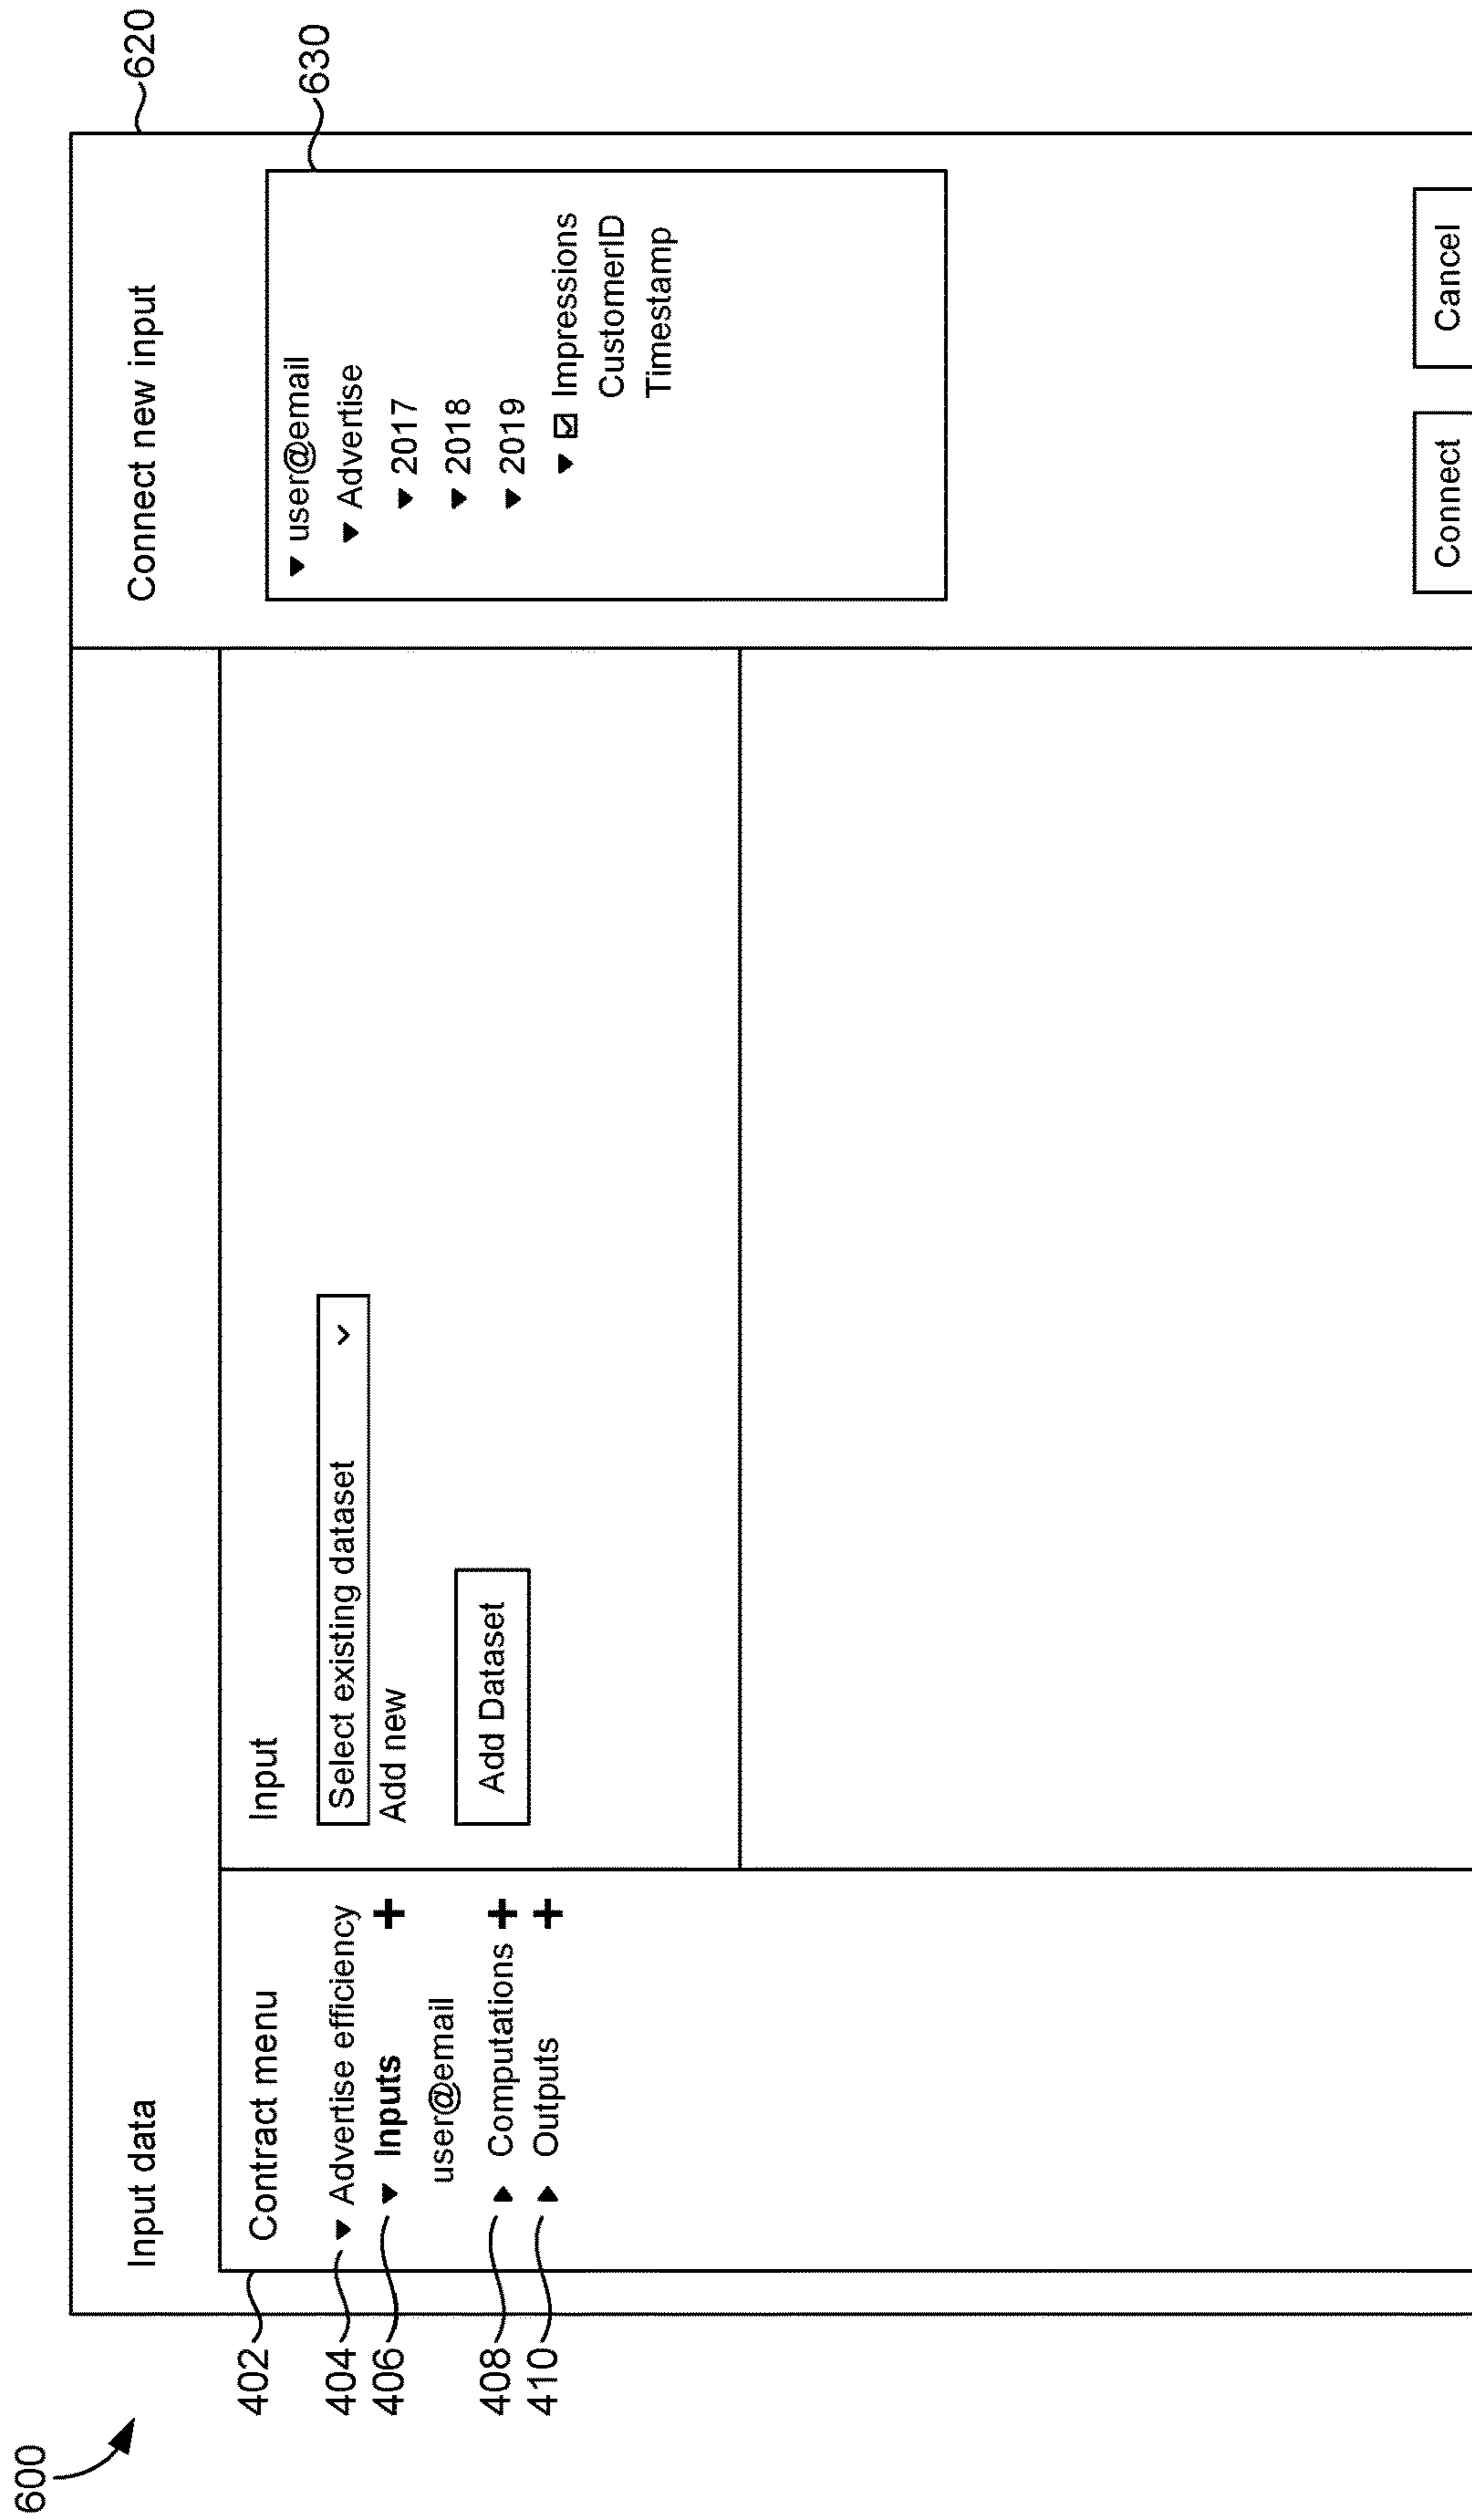 600
Input data
Connect new input
620
402
Contract menu
404
Advertise efficiency
406
Inputs +
user@email
408
Computations +
410
Outputs +
Input
Select existing dataset
Add new
Add Dataset
630
user@email
Advertise
2017
2018
2019
Impressions
CustomerID
Timestamp
Connect
Cancel